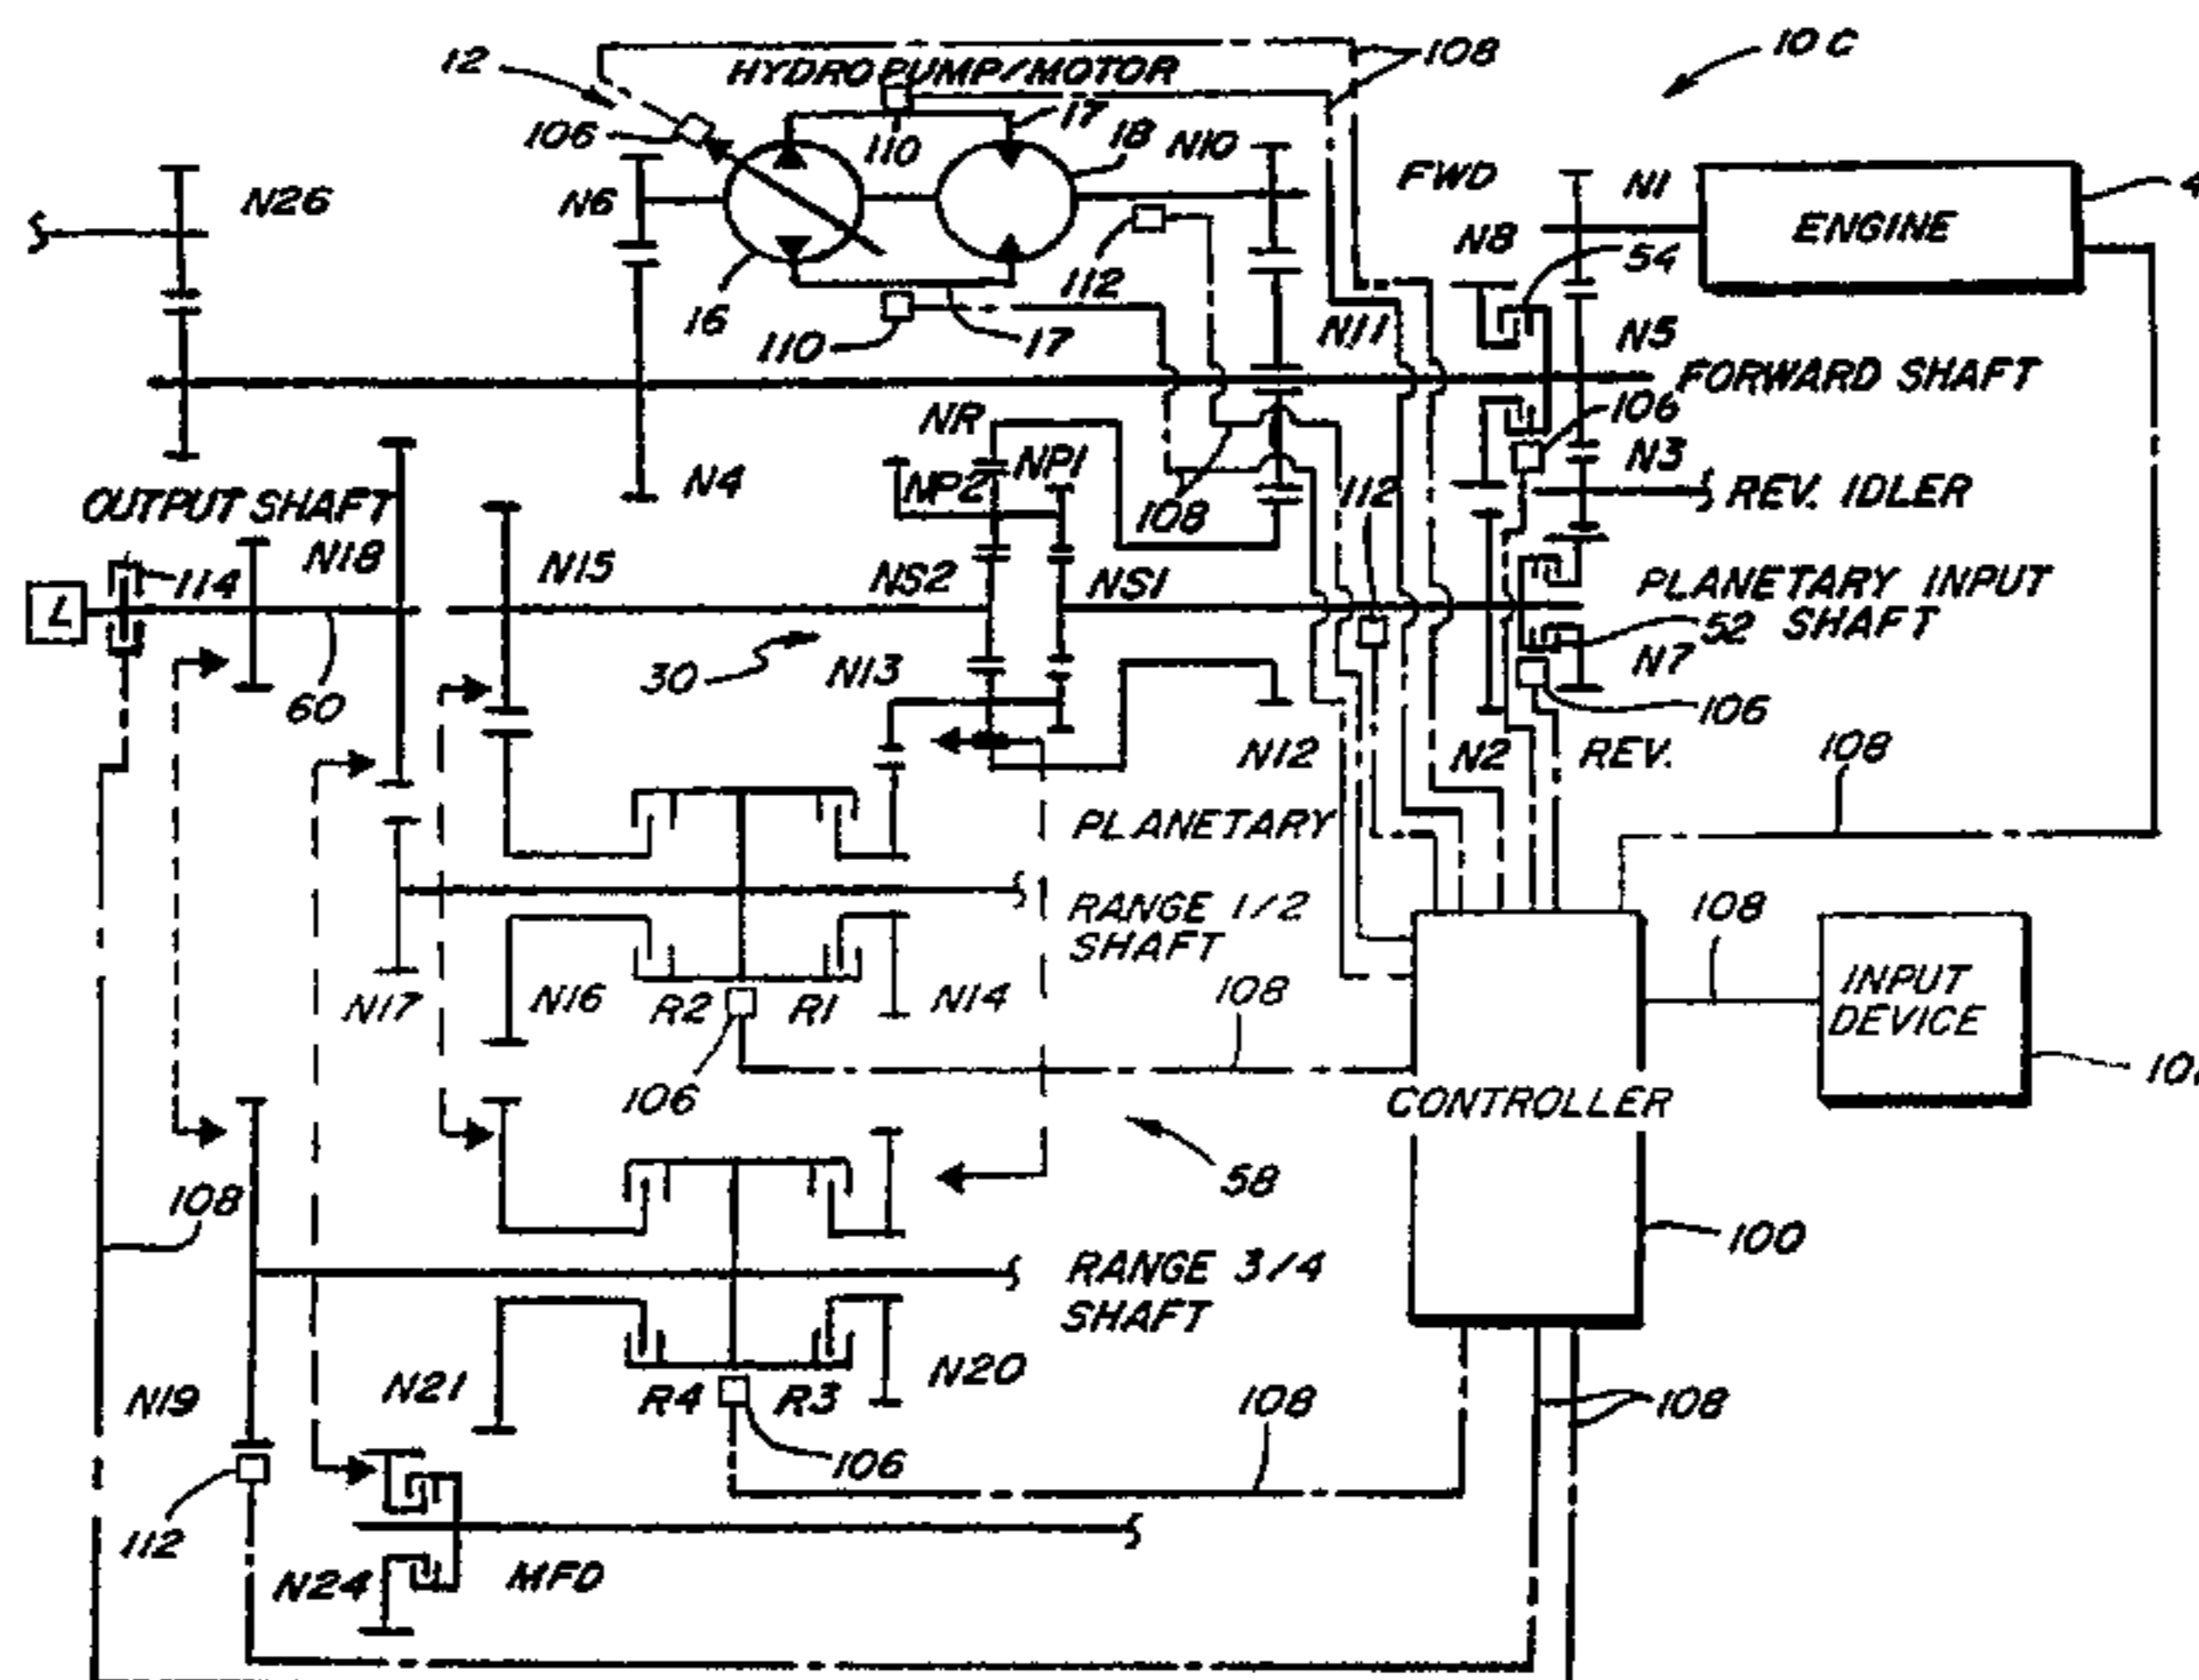 12
HYDRO PUMP/MOTOR
108
10C
106
110
17
18
N10
FWD
N1
ENGINE
N26
N6
N8
54
112
16
110
17
N11
N5
FORWARD SHAFT
NR
NP1
106
N4
NP2
N3
OUTPUT SHAFT
108
112
REV. IDLER
N18
114
N15
NS2
NS1
PLANETARY INPUT
SHAFT
L
52
60
30
N13
N7
106
N12
N2
REV.
108
PLANETARY
RANGE 1/2
SHAFT
108
INPUT
DEVICE
N17
N16
R2
R1
N14
108
106
CONTROLLER
58
108
100
RANGE 3/4
SHAFT
N19
N21
R4
R3
N20
108
108
106
112
N24
MFD